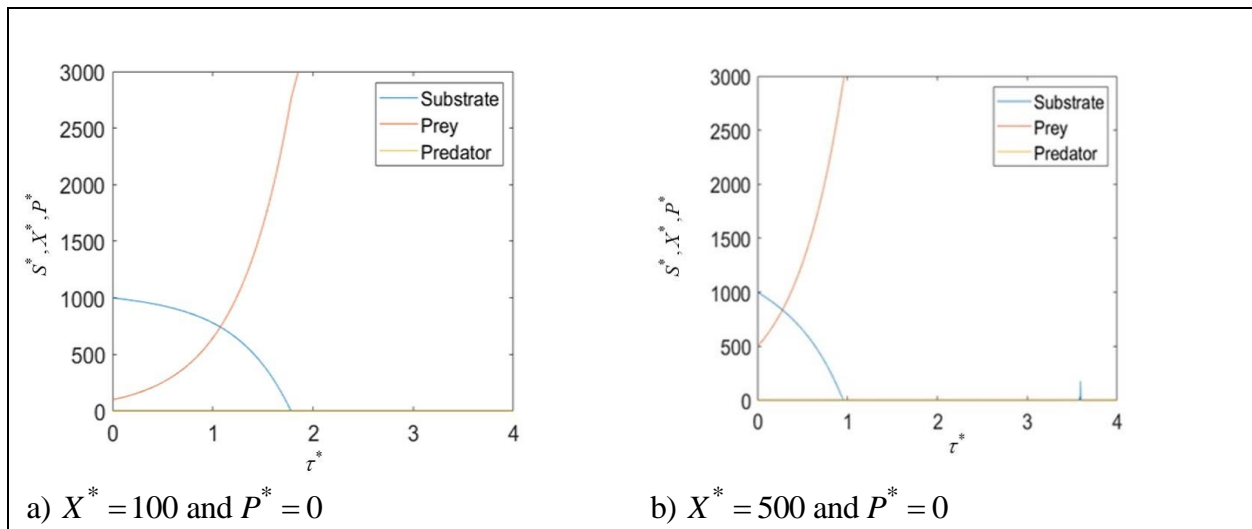 3000
2500
2000
1500
1000
500
0
S*, X*, P*
Substrate
Prey
Predator
0 1 2 3 4
τ*
a) X* = 100 and P* = 0
3000
2500
2000
1500
1000
500
0
S*, X*, P*
Substrate
Prey
Predator
0 1 2 3 4
τ*
b) X* = 500 and P* = 0